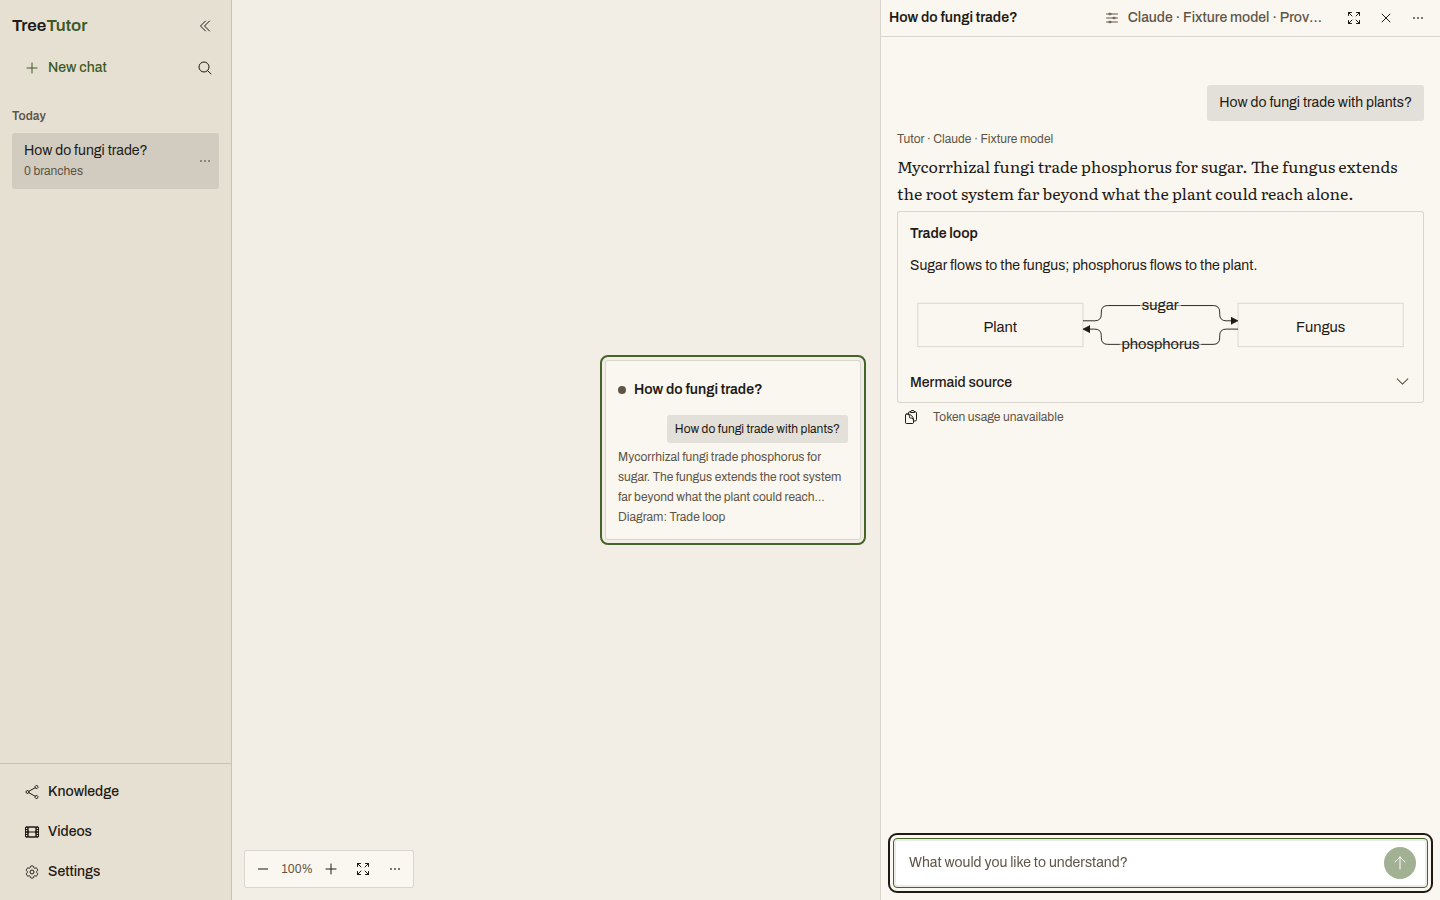 TreeTutor
New chat
Today
How do fungi trade?
0 branches
Knowledge
Videos
Settings
How do fungi trade?
How do fungi trade with plants?
Mycorrhizal fungi trade phosphorus for
sugar. The fungus extends the root system
far beyond what the plant could reach...
Diagram: Trade loop
100%
How do fungi trade?
Claude · Fixture model · Prov...
How do fungi trade with plants?
Tutor · Claude · Fixture model
Mycorrhizal fungi trade phosphorus for sugar. The fungus extends
the root system far beyond what the plant could reach alone.
Trade loop
Sugar flows to the fungus; phosphorus flows to the plant.
sugar
Plant
Fungus
phosphorus
Mermaid source
Token usage unavailable
What would you like to understand?